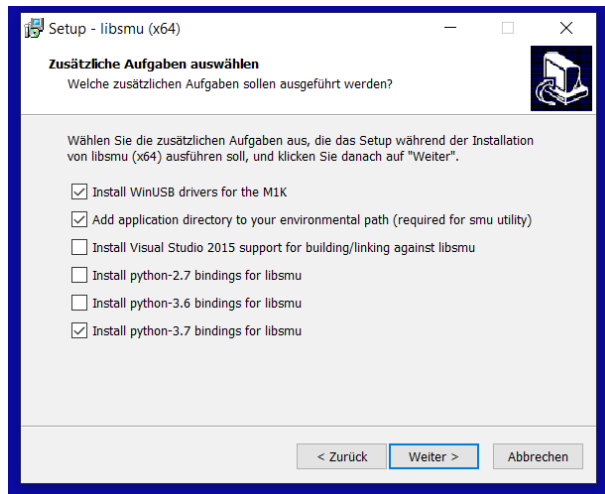 Setup - libsmu (x64)
Zusätzliche Aufgaben auswählen
Welche zusätzlichen Aufgaben sollen ausgeführt werden?
Wählen Sie die zusätzlichen Aufgaben aus, die das Setup während der Installation
von libsmu (x64) ausführen soll, und klicken Sie danach auf "Weiter".
Install WinUSB drivers for the M1K
Add application directory to your environmental path (required for smu utility)
Install Visual Studio 2015 support for building/linking against libsmu
Install python-2.7 bindings for libsmu
Install python-3.6 bindings for libsmu
Install python-3.7 bindings for libsmu
< Zurück Weiter > Abbrechen